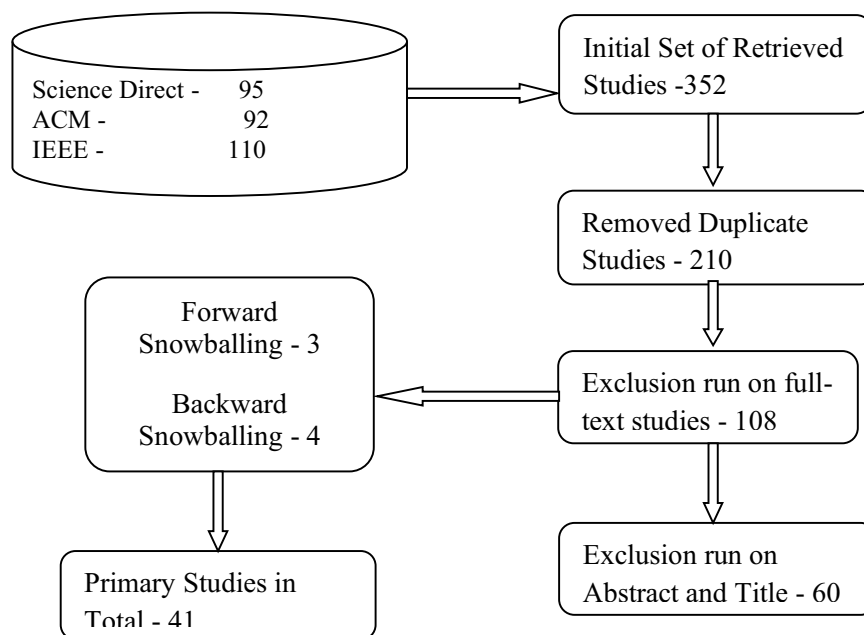 Science Direct - 95
ACM - 92
IEEE - 110
Initial Set of Retrieved
Studies -352
Removed Duplicate
Studies - 210
Exclusion run on full-
text studies - 108
Exclusion run on
Abstract and Title - 60
Forward
Snowballing - 3
Backward
Snowballing - 4
Primary Studies in
Total - 41